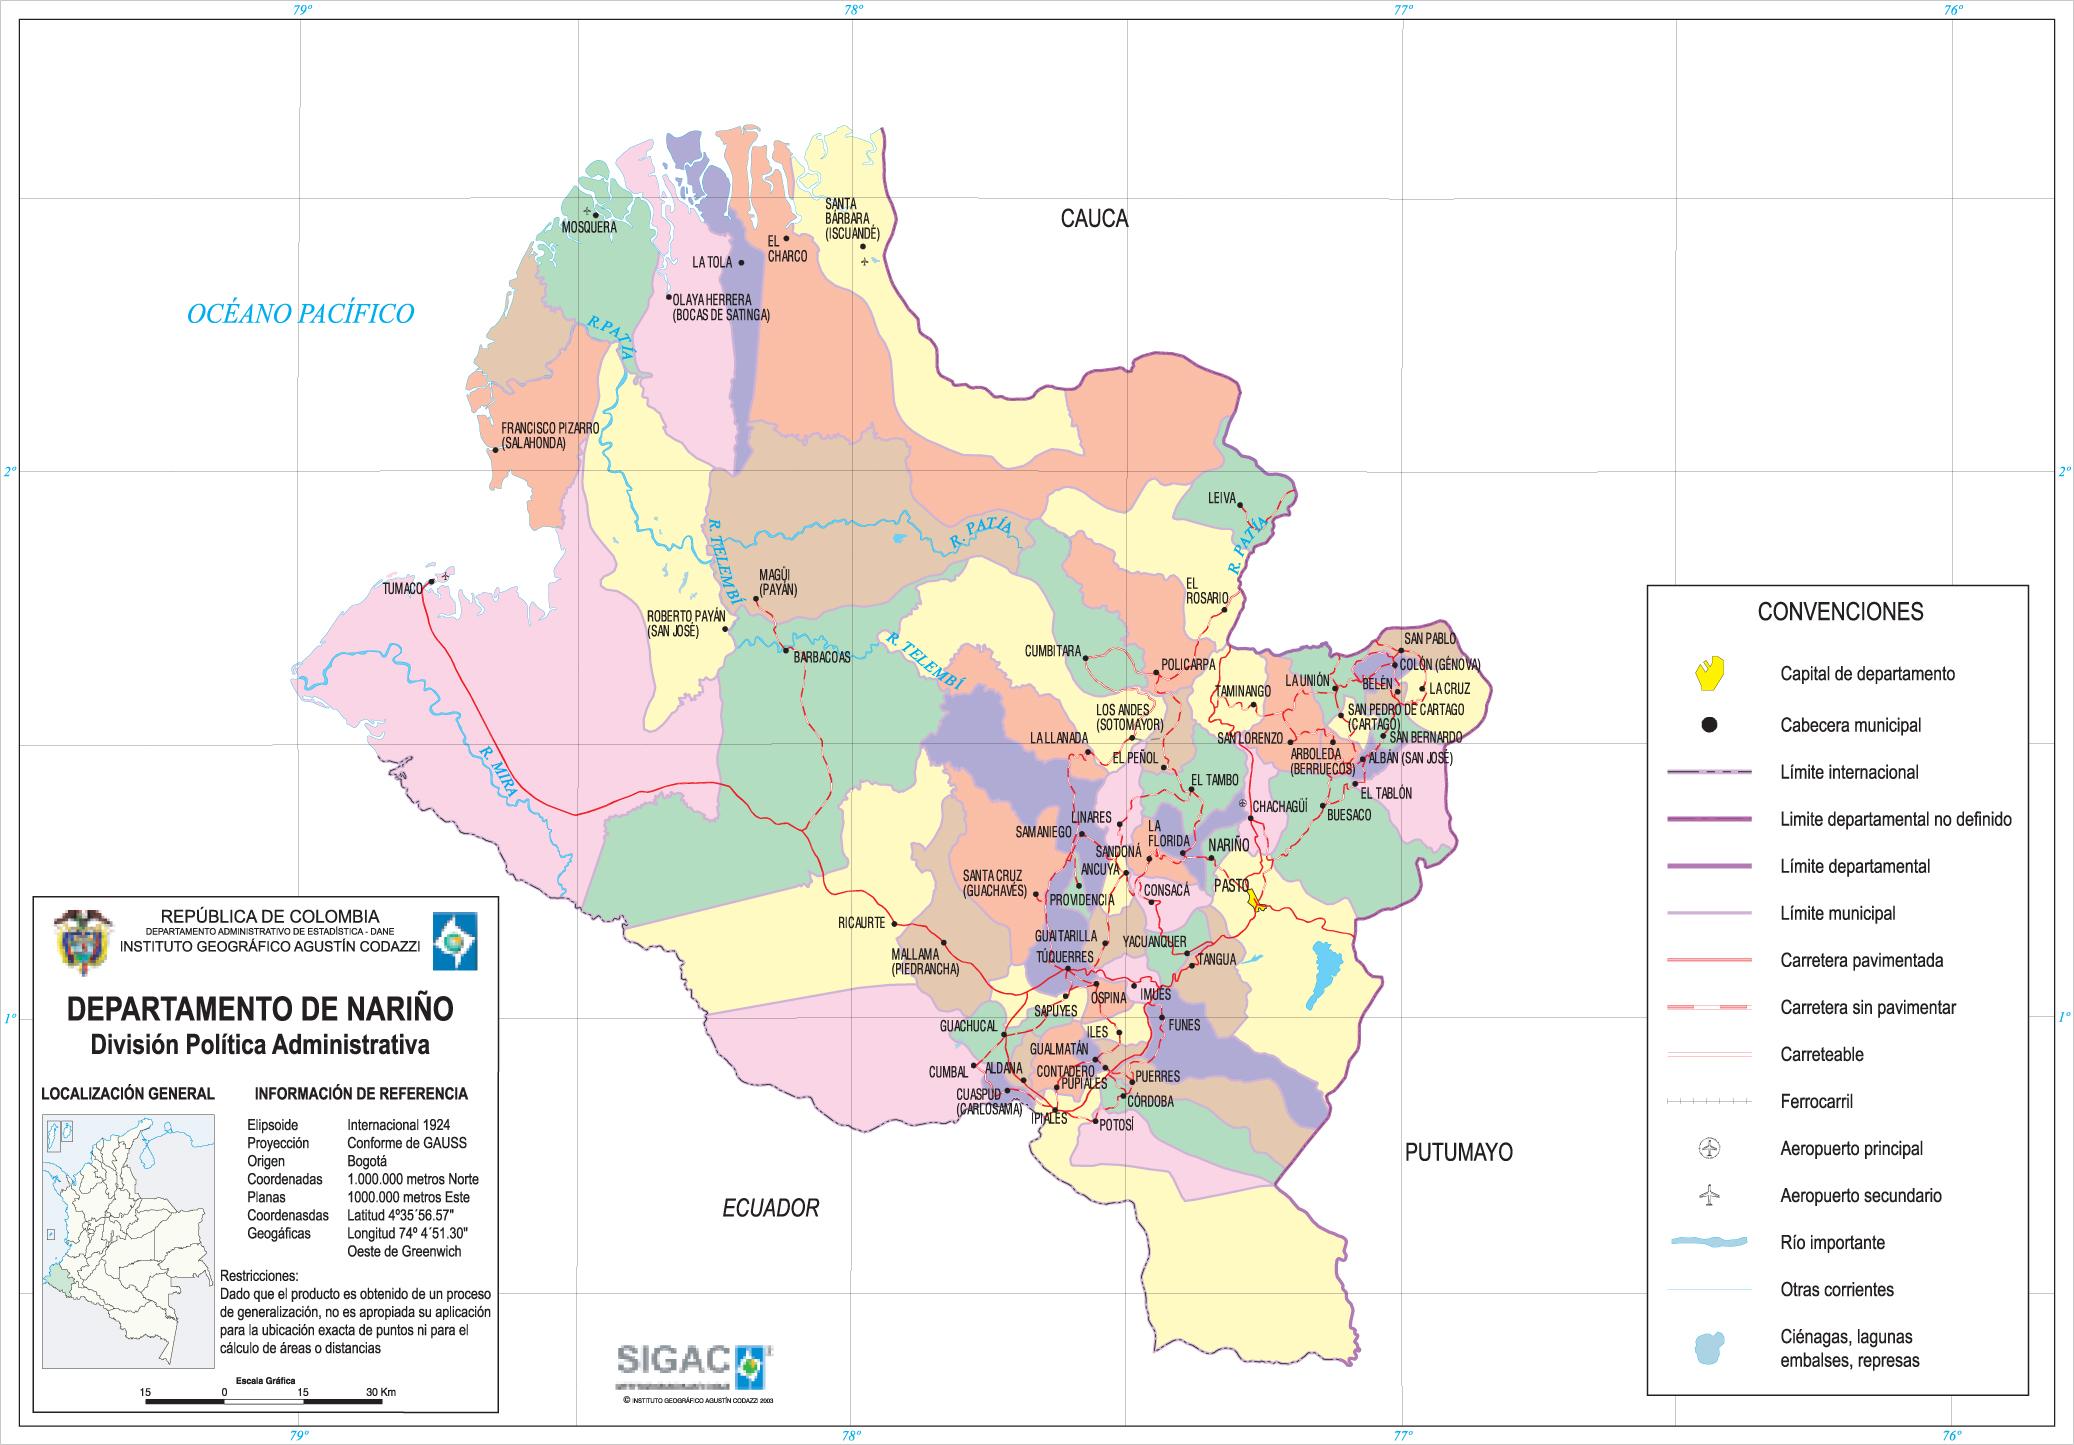 79º
78º
77º
76º
CAUCA
OCÉANO PACÍFICO
MOSQUERA
SANTA
BÁRBARA
(ISCUANDÉ)
EL
CHARCO
LA TOLA
OLAYA HERRERA
(BOCAS DE SATINGA)
R. PATÍA
FRANCISCO PIZARRO
(SALAHONDA)
2º
2º
LEIVA
R. PATÍA
R. PATÍA
R. TELEMBÍ
TUMACO
MAGÜI
(PAYÁN)
EL
ROSARIO
ROBERTO PAYÁN
(SAN JOSÉ)
BARBACOAS
R. TELEMBÍ
CUMBITARA
POLICARPA
SAN PABLO
COLÓN (GÉNOVA)
LA UNIÓN
BELÉN
LA CRUZ
TAMINANGO
LOS ANDES
(SOTOMAYOR)
SAN PEDRO DE CARTAGO
(CARTAGO)
LA LLANADA
SAN LORENZO
SAN BERNARDO
EL PEÑOL
ARBOLEDA
(BERRUECOS)
ALBÁN (SAN JOSÉ)
R. MIRA
EL TAMBO
EL TABLÓN
CHACHAGÜÍ
BUESACO
LINARES
SAMANIEGO
LA
FLORIDA
SANDONÁ
NARIÑO
ANCUYA
SANTA CRUZ
(GUACHAVÉS)
CONSACÁ
PASTO
PROVIDENCIA
RICAURTE
GUAITARILLA
YACUANQUER
MALLAMA
(PIEDRANCHA)
TÚQUERRES
TANGUA
OSPINA
IMUÉS
SAPUYES
GUACHUCAL
ILES
FUNES
GUALMATÁN
CUMBAL
ALDANA
CONTADERO
PUPIALES
PUERRES
CUASPUD
(CARLOSAMA)
CÓRDOBA
IPIALES
POTOSÍ
1º
1º
PUTUMAYO
ECUADOR
CONVENCIONES
Capital de departamento
Cabecera municipal
Límite internacional
Limite departamental no definido
Límite departamental
Límite municipal
Carretera pavimentada
Carretera sin pavimentar
Carreteable
Ferrocarril
Aeropuerto principal
Aeropuerto secundario
Río importante
Otras corrientes
Ciénagas, lagunas
embalses, represas
REPÚBLICA DE COLOMBIA
DEPARTAMENTO ADMINISTRATIVO DE ESTADÍSTICA - DANE
INSTITUTO GEOGRÁFICO AGUSTÍN CODAZZI
DEPARTAMENTO DE NARIÑO
División Política Administrativa
LOCALIZACIÓN GENERAL
INFORMACIÓN DE REFERENCIA
Elipsoide Internacional 1924
Proyección Conforme de GAUSS
Origen Bogotá
Coordenadas 1.000.000 metros Norte
Planas 1000.000 metros Este
Coordenasdas Latitud 4º35´56.57"
Geogáficas Longitud 74º 4´51.30"
Oeste de Greenwich
Restricciones:
Dado que el producto es obtenido de un proceso
de generalización, no es apropiada su aplicación
para la ubicación exacta de puntos ni para el
cálculo de áreas o distancias
Escala Gráfica
15 0 15 30 Km
SIGAC
© INSTITUTO GEOGRÁFICO AGUSTÍN CODAZZI 2003
79º
78º
77º
76º